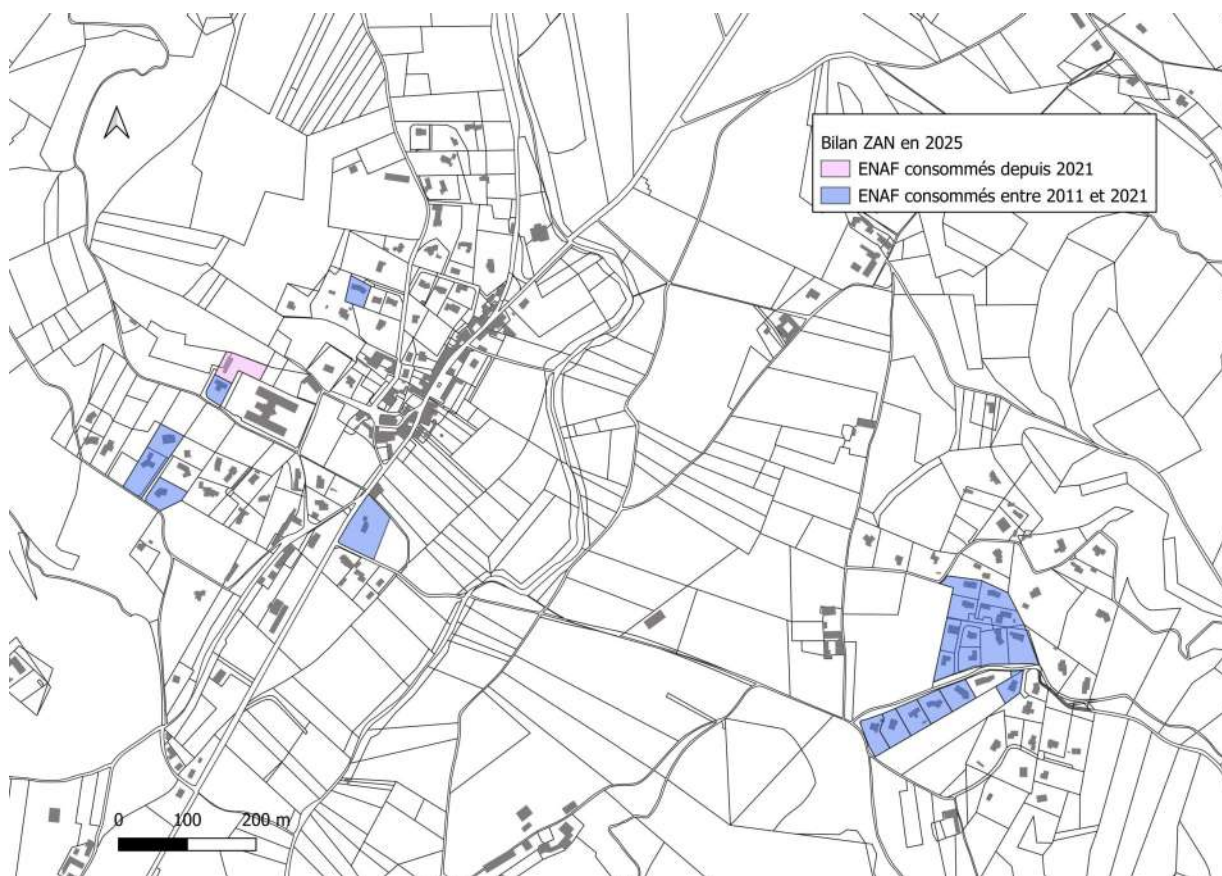 Bilan ZAN en 2025
ENAF consommés depuis 2021
ENAF consommés entre 2011 et 2021
0 100 200 m